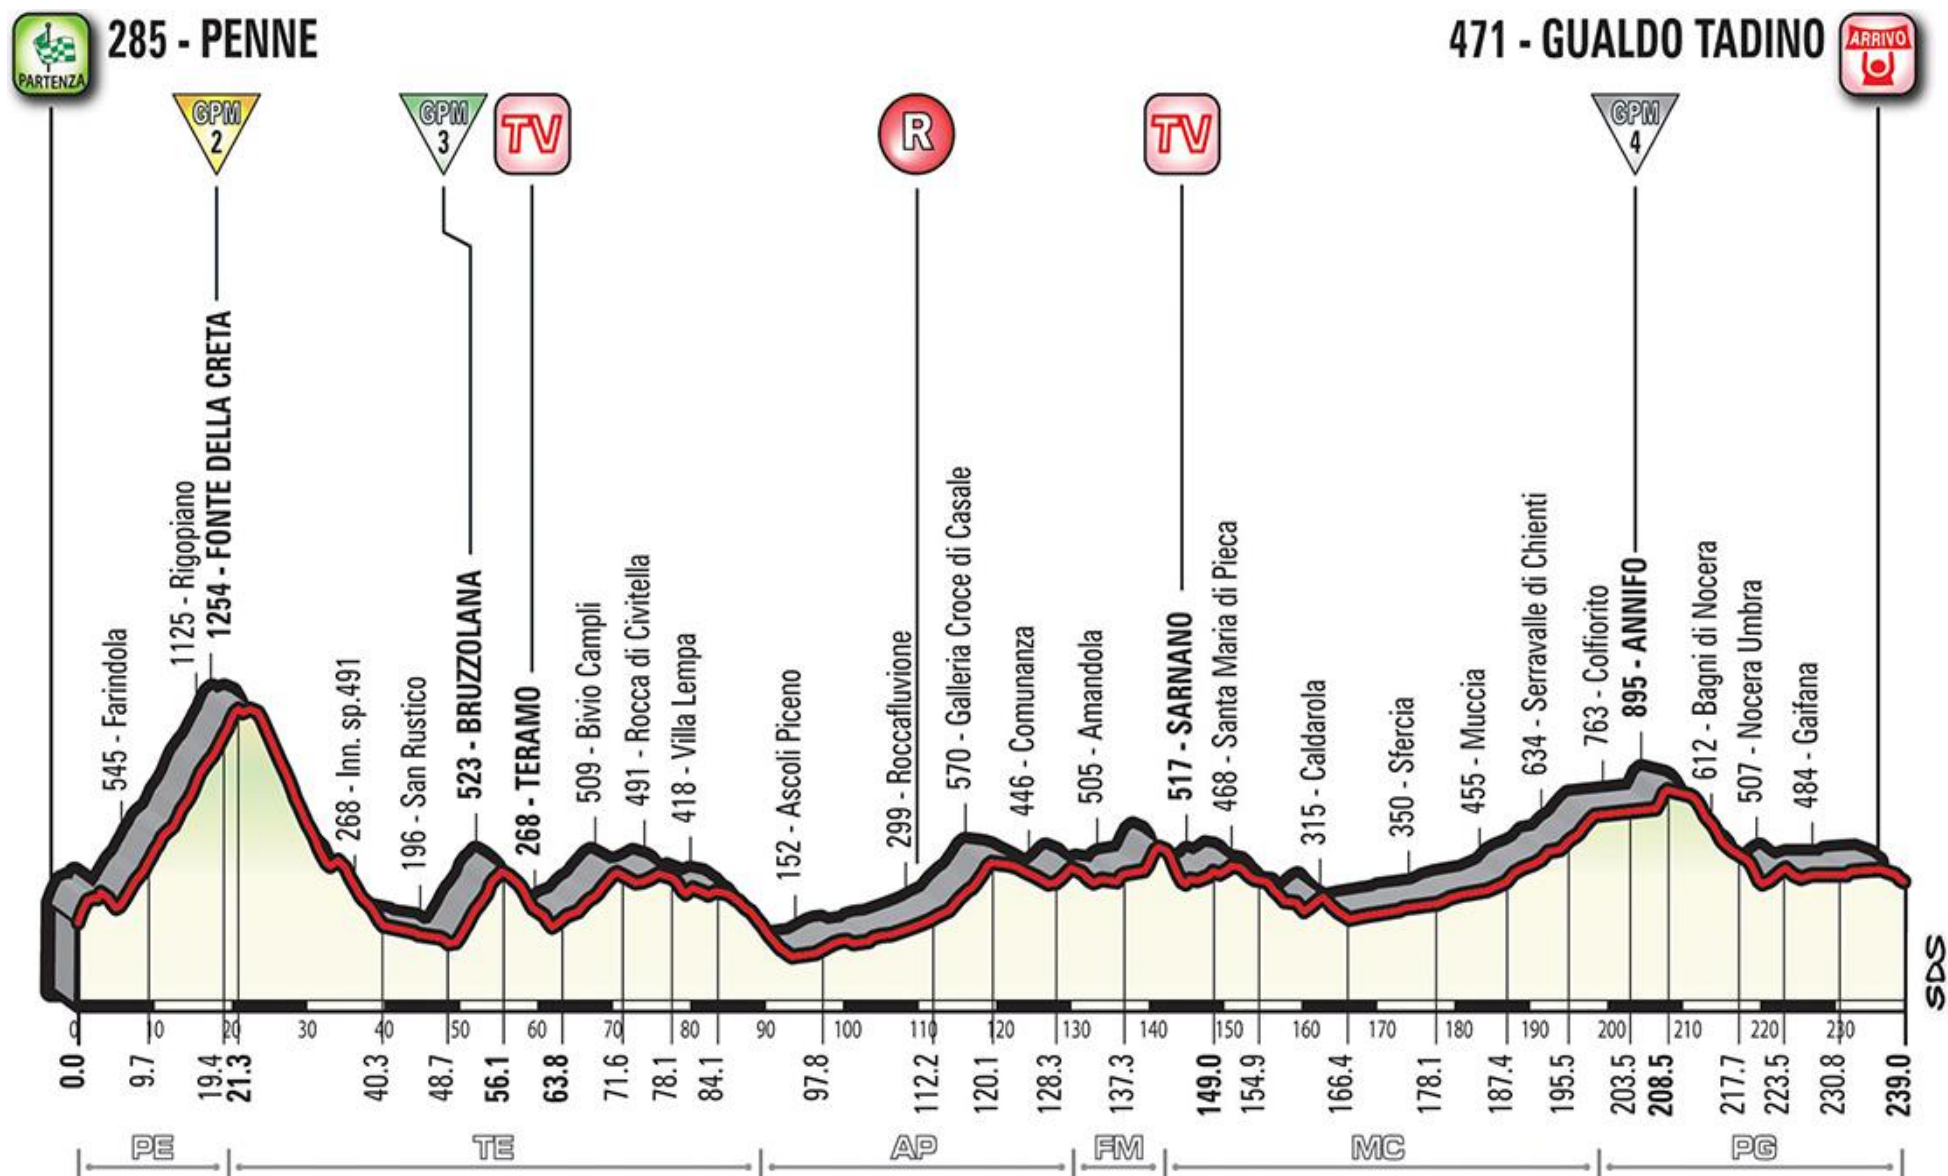 285 - PENNE
471 - GUALDO TADINO
PARTENZA
ARRIVO
GPM
2
GPM
3
TV
R
TV
GPM
4
545 - Farindola
1125 - Rigopiano
1254 - FONTE DELLA CRETA
268 - Inn. sp.491
196 - San Rustico
523 - BRUZZOLANA
268 - TERAMO
509 - Bivio Campli
491 - Rocca di Civitella
418 - Villa Lempa
152 - Ascoli Piceno
299 - Roccafluvione
570 - Galleria Croce di Casale
446 - Comunanza
505 - Amandola
517 - SARNANO
468 - Santa Maria di Pieca
315 - Caldarola
350 - Sfercia
455 - Muccia
634 - Serravalle di Chienti
763 - Colfiorito
895 - ANNIFO
612 - Bagni di Nocera
507 - Nocera Umbra
484 - Gaifana
SDS
0 10 20 30 40 50 60 70 80 90 100 110 120 130 140 150 160 170 180 190 200 210 220 230
0.0 9.7 19.4 21.3 40.3 48.7 56.1 63.8 71.6 78.1 84.1 97.8 112.2 120.1 128.3 137.3 149.0 154.9 166.4 178.1 187.4 195.5 203.5 208.5 217.7 223.5 230.8 239.0
PE TE AP FM MC PG